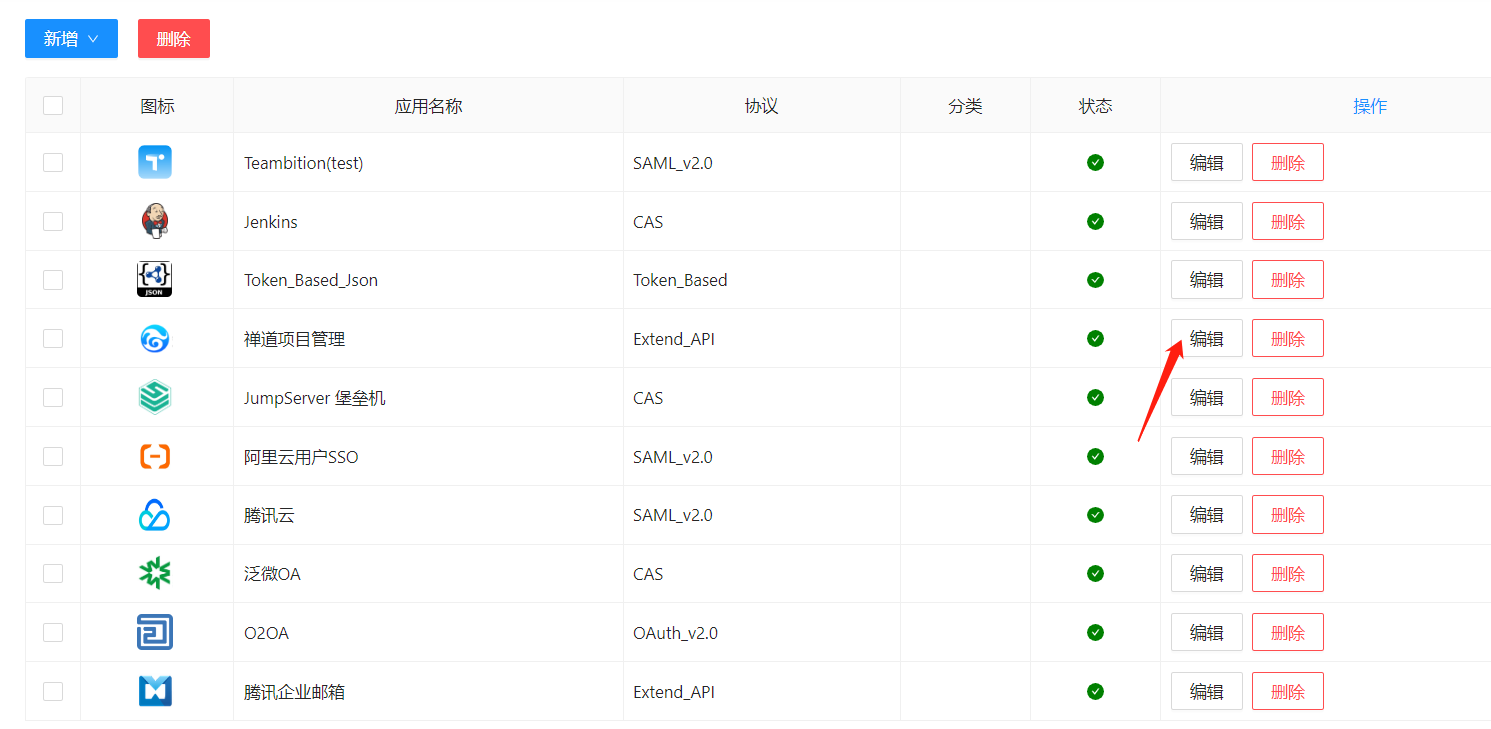 新增 删除
图标 应用名称 协议 分类 状态 操作
Teambition(test) SAML_v2.0 编辑 删除
Jenkins CAS 编辑 删除
JSON Token_Based_Json Token_Based 编辑 删除
禅道项目管理 Extend_API 编辑 删除
JumpServer 堡垒机 CAS 编辑 删除
阿里云用户SSO SAML_v2.0 编辑 删除
腾讯云 SAML_v2.0 编辑 删除
泛微OA CAS 编辑 删除
O2OA OAuth_v2.0 编辑 删除
腾讯企业邮箱 Extend_API 编辑 删除